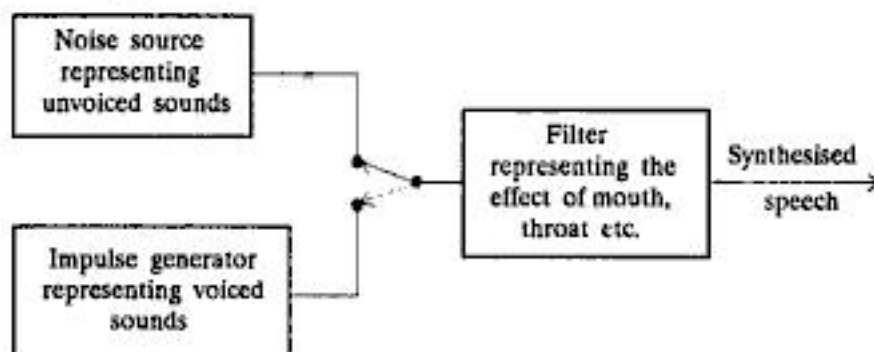 Noise source
representing
unvoiced sounds
Impulse generator
representing voiced
sounds
Filter
representing the
effect of mouth,
throat etc.
Synthesised
speech